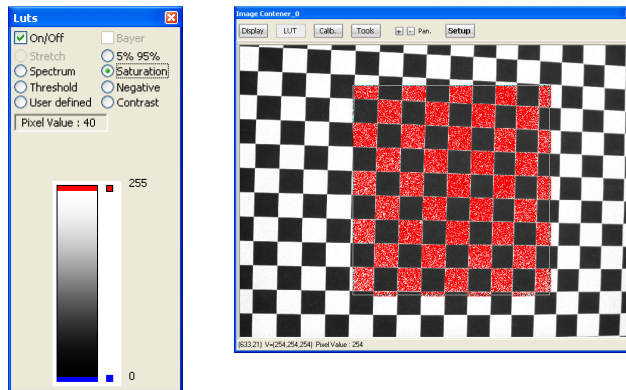 Luts
On/Off
Bayer
Stretch
5% 95%
Spectrum
Saturation
Threshold
Negative
User defined
Contrast
Pixel Value : 40
255
0
Image Contener_0
Display
LUT
Calib.
Tools
+ - Pan.
Setup
(633,21) V=(254,254,254) Pixel Value : 254